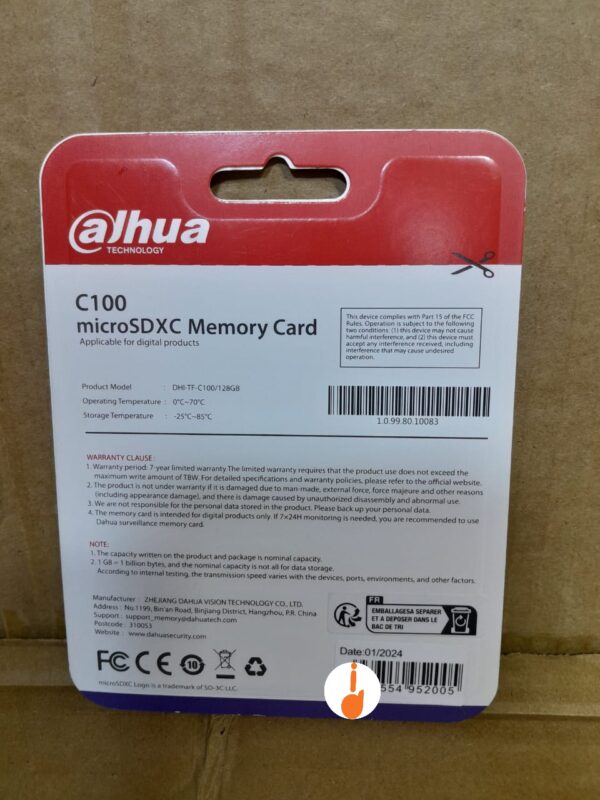 alhua
TECHNOLOGY
C100
microSDXC Memory Card
Applicable for digital products
This device complies with Part 15 of the FCC
Rules. Operation is subject to the following
two conditions: (1) this device may not cause
harmful interference, and (2) this device must
accept any interference received, including
interference that may cause undesired
operation.
Product Model : DHI-TF-C100/128GB
Operating Temperature : 0°C~70°C
Storage Temperature : -25°C~85°C
1.0.99.80.10083
WARRANTY CLAUSE :
1. Warranty period: 7-year limited warranty.The limited warranty requires that the product use does not exceed the
maximum write amount of TBW. For detailed specifications and warranty policies, please refer to the official website.
2. The product is not under warranty if it is damaged due to man-made, external force, force majeure and other reasons
(including appearance damage), and there is damage caused by unauthorized disassembly and abnormal use.
3. We are not responsible for the personal data stored in the product. Please back up your personal data.
4. The memory card is intended for digital products only. If 7×24H monitoring is needed, you are recommended to use
Dahua surveillance memory card.
NOTE:
1. The capacity written on the product and package is nominal capacity.
2. 1 GB = 1 billion bytes, and the nominal capacity is not all for data storage.
According to internal testing, the transmission speed varies with the devices, ports, environments, and other factors.
Manufacturer : ZHEJIANG DAHUA VISION TECHNOLOGY CO., LTD.
Address : No.1199, Bin'an Road, Binjiang District, Hangzhou, P.R. China
Support : support_memory@dahuatech.com
Postcode : 310053
Website : www.dahuasecurity.com
FR
EMBALLAGES A SEPARER
ET A DEPOSER DANS LE
BAC DE TRI
FC CE 10
microSDXC Logo is a trademark of SD-3C LLC.
Date:01/2024
554 952005